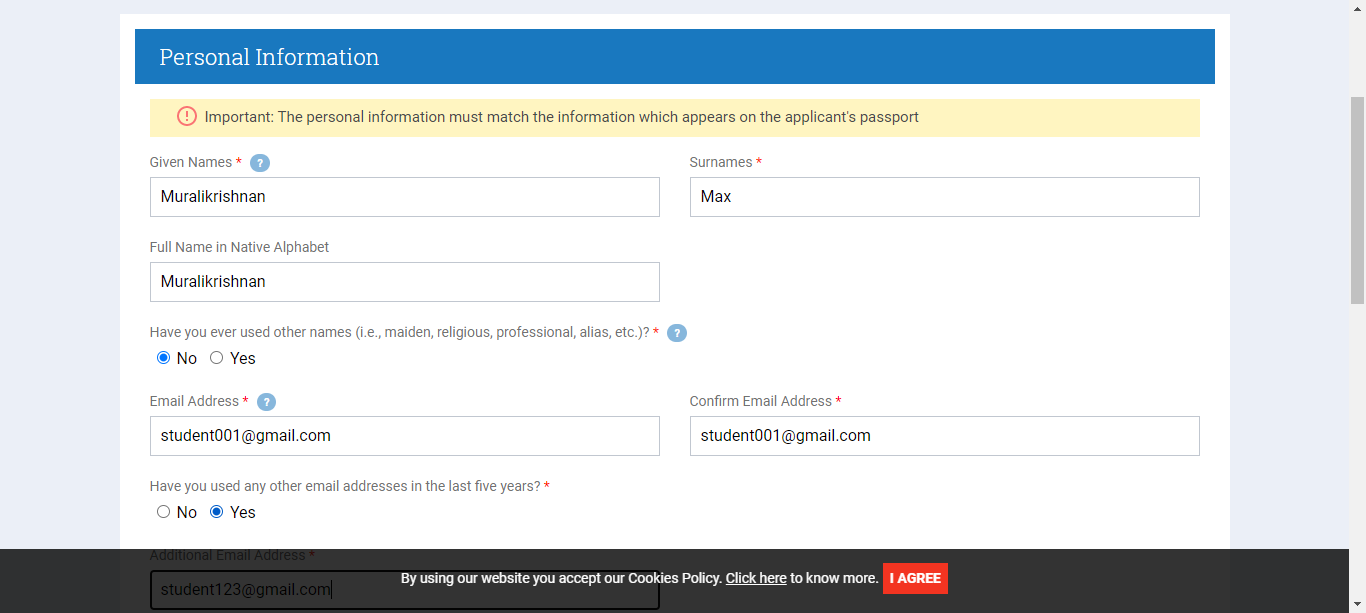 Personal Information
! Important: The personal information must match the information which appears on the applicant's passport
Given Names * ?
Surnames *
Muralikrishnan
Max
Full Name in Native Alphabet
Muralikrishnan
Have you ever used other names (i.e., maiden, religious, professional, alias, etc.)? * ?
No Yes
Email Address * ?
Confirm Email Address *
student001@gmail.com
student001@gmail.com
Have you used any other email addresses in the last five years? *
No Yes
Additional Email Address *
student123@gmail.com
By using our website you accept our Cookies Policy. Click here to know more. I AGREE